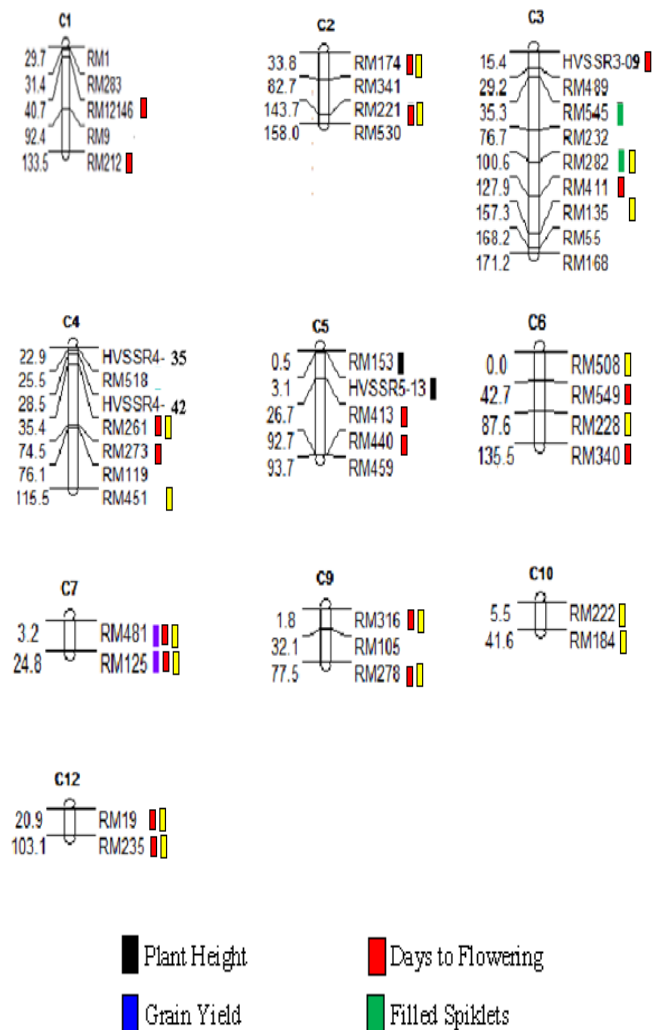 C1
29.7 RM1
31.4 RM283
40.7 RM12146
92.4 RM9
133.5 RM212
C2
33.8 RM174
82.7 RM341
143.7 RM221
158.0 RM530
C3
15.4 HVSSR3-09
29.2 RM489
35.3 RM545
76.7 RM232
100.6 RM282
127.9 RM411
157.3 RM135
168.2 RM55
171.2 RM168
C4
22.9 HVSSR4- 35
25.5 RM518
28.5 HVSSR4- 42
35.4 RM261
74.5 RM273
76.1 RM119
115.5 RM451
C5
0.5 RM153
3.1 HVSSR5-13
26.7 RM413
92.7 RM440
93.7 RM459
C6
0.0 RM508
42.7 RM549
87.6 RM228
135.5 RM340
C7
3.2 RM481
24.8 RM125
C9
1.8 RM316
32.1 RM105
77.5 RM278
C10
5.5 RM222
41.6 RM184
C12
20.9 RM19
103.1 RM235
Plant Height
Days to Flowering
Grain Yield
Filled Spiklets